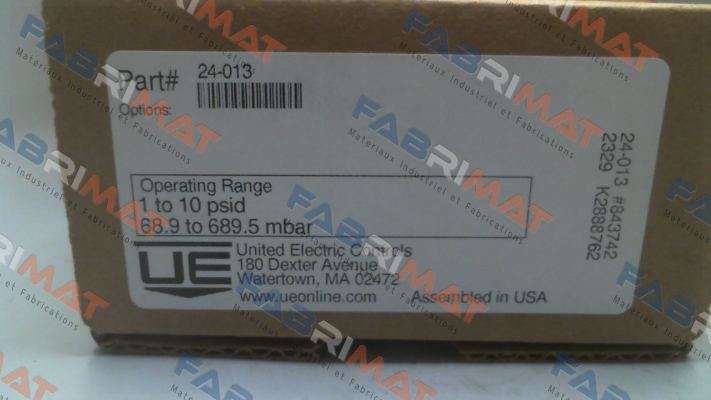 Part# 24-013
Options:
Operating Range
1 to 10 psid
68.9 to 689.5 mbar
UE
United Electric Controls
180 Dexter Avenue
Watertown, MA 02472
www.ueonline.com
Assembled in USA
24-013 #843742
2329 K2888762
FABRIMAT
Materiaux Industriel et Fabrications